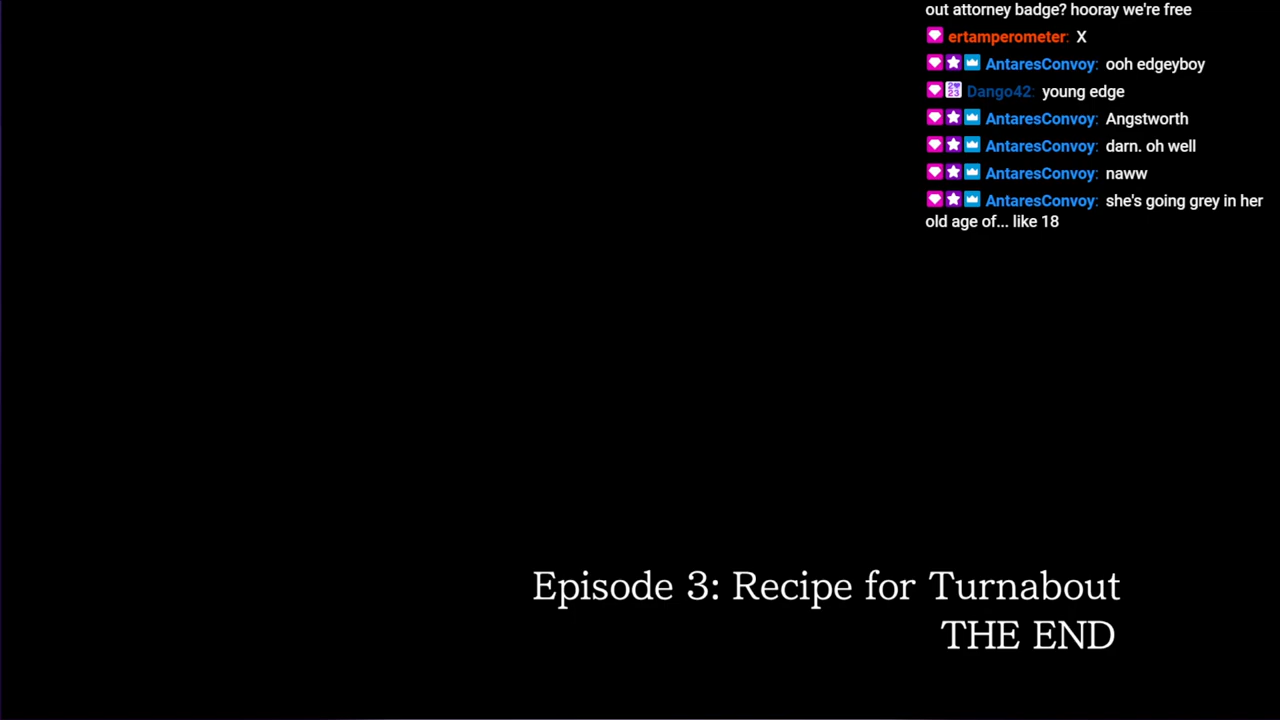 out attorney badge? hooray we're free
ertamperometer: X
AntaresConvoy: ooh edgeyboy
2 23 Dango42: young edge
AntaresConvoy: Angstworth
AntaresConvoy: darn. oh well
AntaresConvoy: naww
AntaresConvoy: she's going grey in her
old age of... like 18
Episode 3: Recipe for Turnabout
THE END